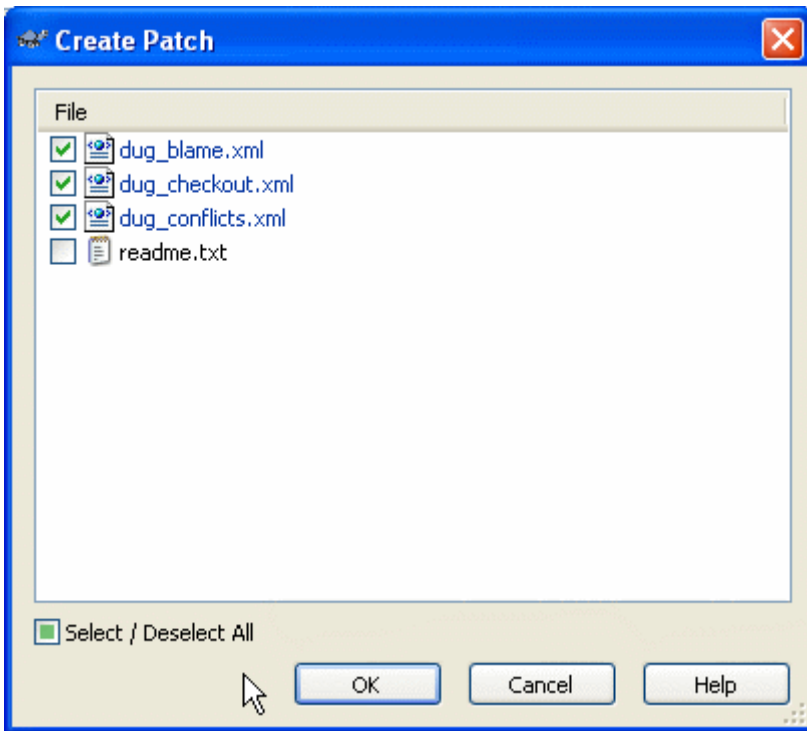 Create Patch
File
dug_blame.xml
dug_checkout.xml
dug_conflicts.xml
readme.txt
Select / Deselect All
OK Cancel Help